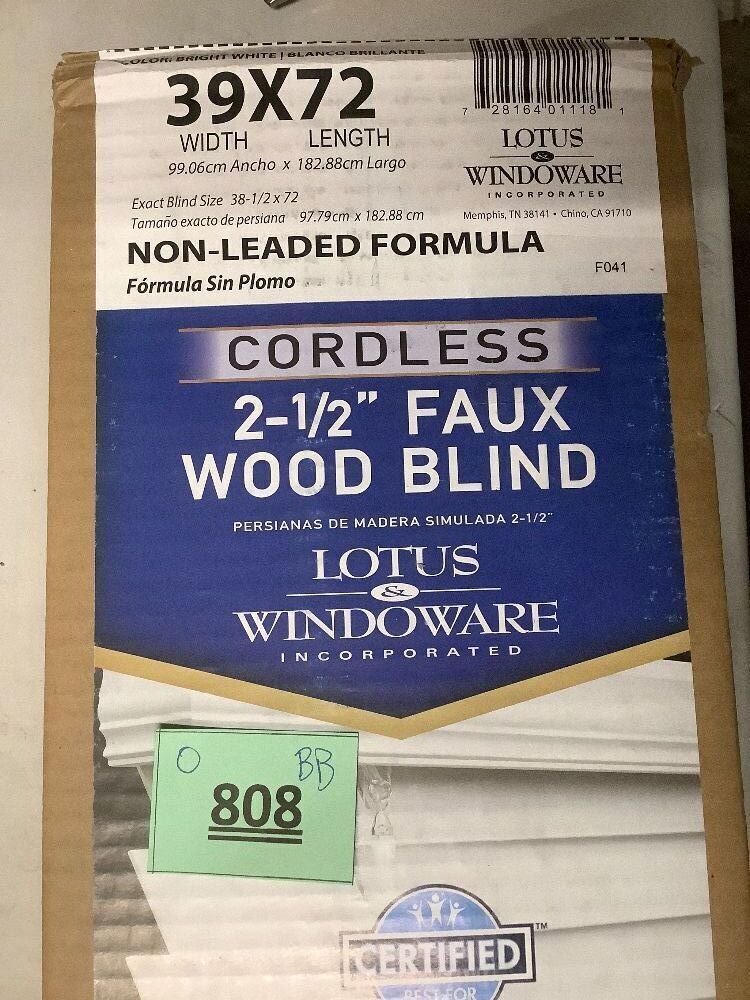 COLOR: BRIGHT WHITE | BLANCO BRILLANTE
39X72
WIDTH LENGTH
99.06cm Ancho x 182.88cm Largo
Exact Blind Size 38-1/2 x 72
Tamaño exacto de persiana 97.79cm x 182.88 cm
NON-LEADED FORMULA
Fórmula Sin Plomo
7 28164 01118 1
LOTUS
&
WINDOWARE
INCORPORATED
Memphis, TN 38141 • Chino, CA 91710
F041
CORDLESS
2-1/2" FAUX
WOOD BLIND
PERSIANAS DE MADERA SIMULADA 2-1/2"
LOTUS
&
WINDOWARE
INCORPORATED
O BB
808
CERTIFIED™
BEST FOR